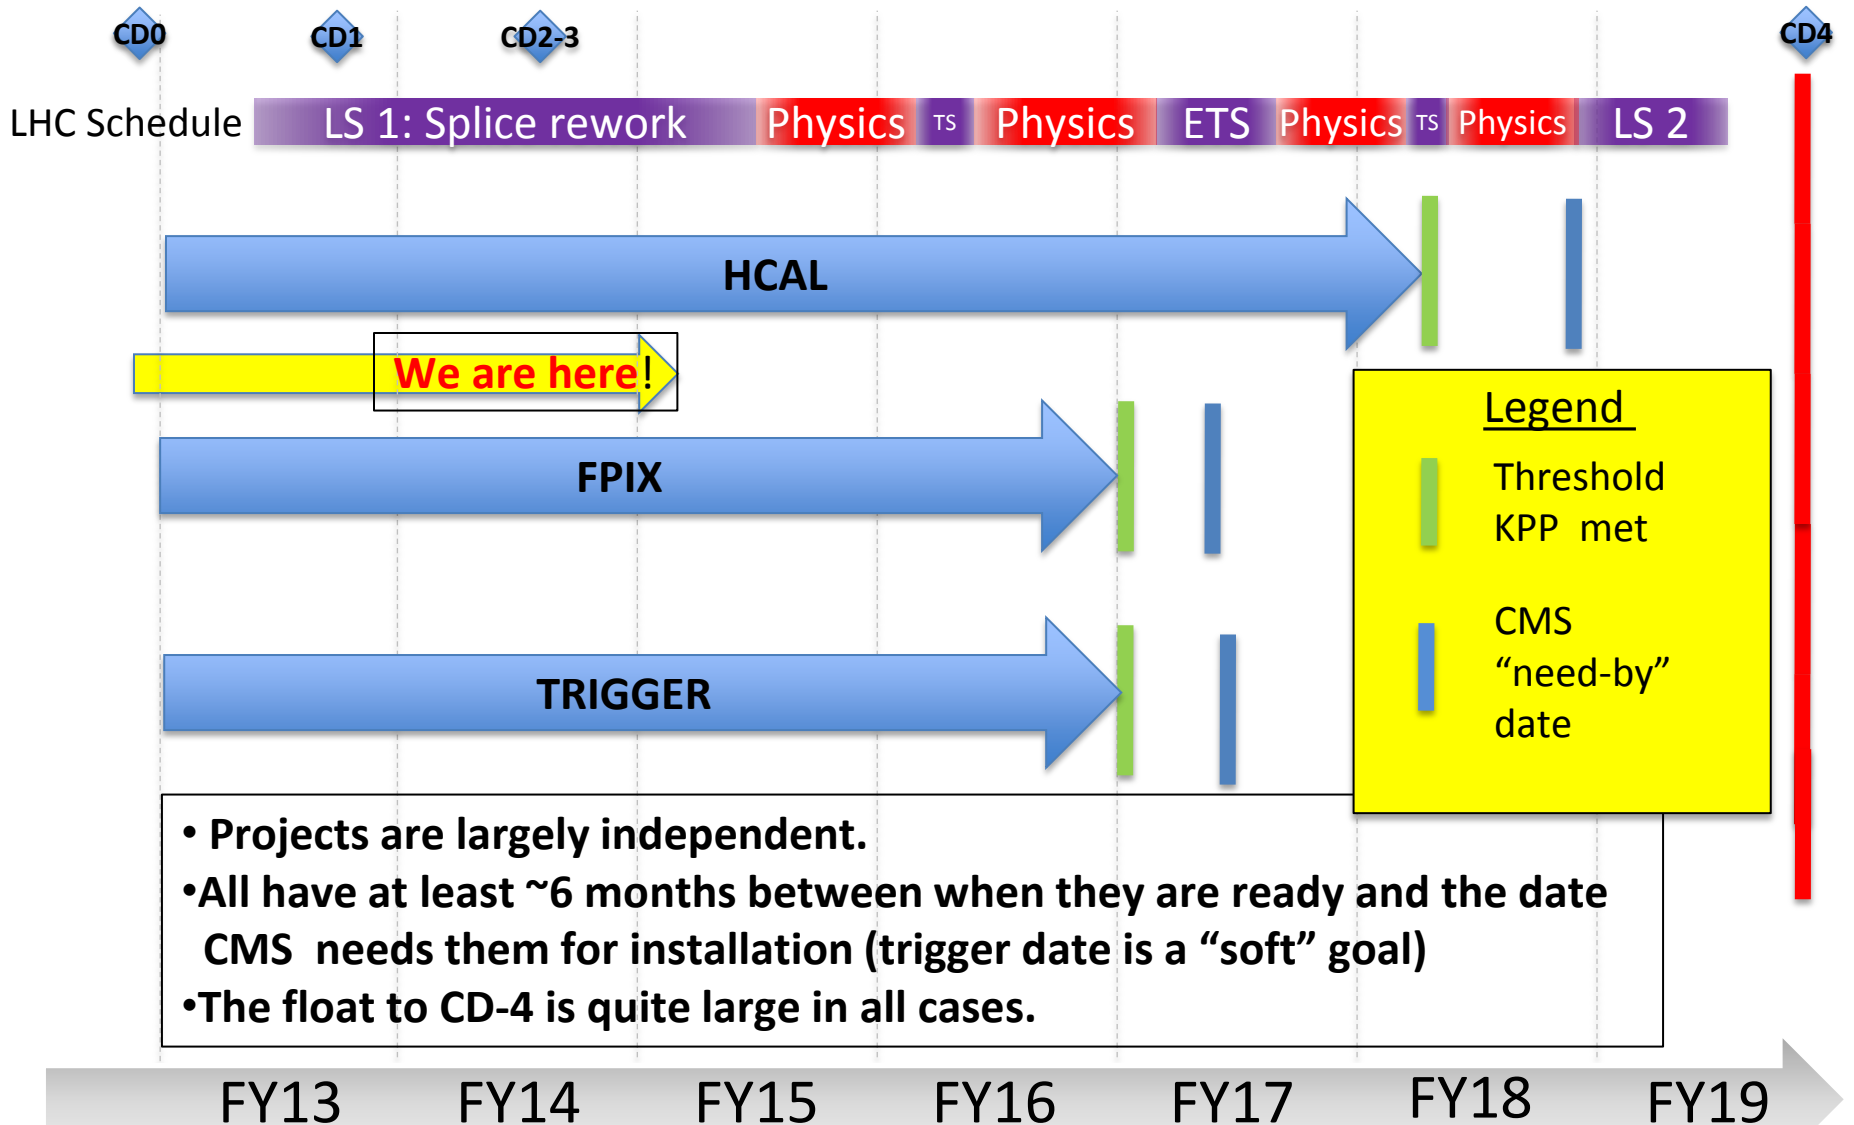 CD0 CD1 CD2-3 CD4
LHC Schedule LS 1: Splice rework Physics TS Physics ETS Physics TS Physics LS 2
HCAL
We are here!
FPIX
TRIGGER
Legend
Threshold
KPP met
CMS
“need-by”
date
• Projects are largely independent.
•All have at least ~6 months between when they are ready and the date
CMS needs them for installation (trigger date is a “soft” goal)
•The float to CD-4 is quite large in all cases.
FY13 FY14 FY15 FY16 FY17 FY18 FY19